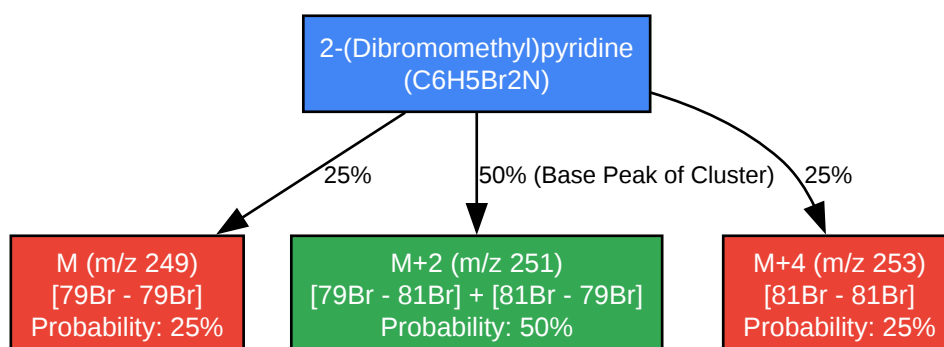 2-(Dibromomethyl)pyridine
(C6H5Br2N)
25%
50% (Base Peak of Cluster)
25%
M (m/z 249)
[79Br - 79Br]
Probability: 25%
M+2 (m/z 251)
[79Br - 81Br] + [81Br - 79Br]
Probability: 50%
M+4 (m/z 253)
[81Br - 81Br]
Probability: 25%